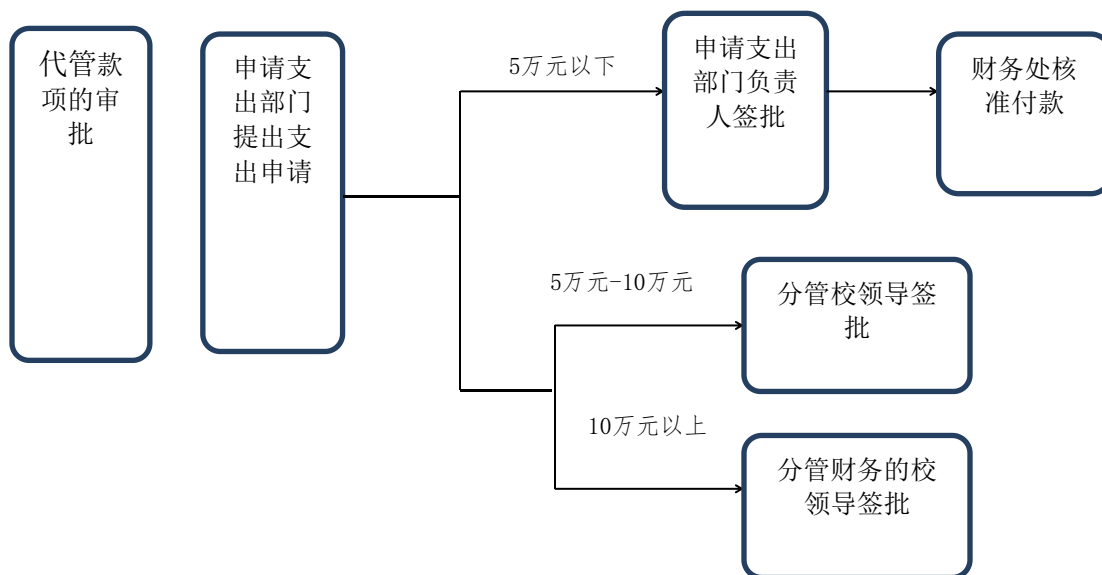 代管款
项的审
批
申请支
出部门
提出支
出申请
5万元以下
申请支出
部门负责
人签批
财务处核
准付款
5万元-10万元
分管校领导签
批
10万元以上
分管财务的校
领导签批